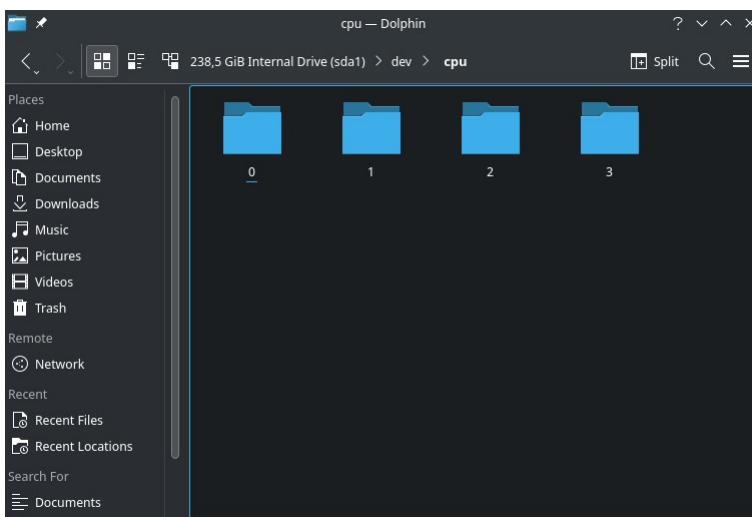 cpu — Dolphin
238,5 GiB Internal Drive (sda1) > dev > cpu
Split
Places
Home
Desktop
Documents
Downloads
Music
Pictures
Videos
Trash
Remote
Network
Recent
Recent Files
Recent Locations
Search For
Documents
0
1
2
3